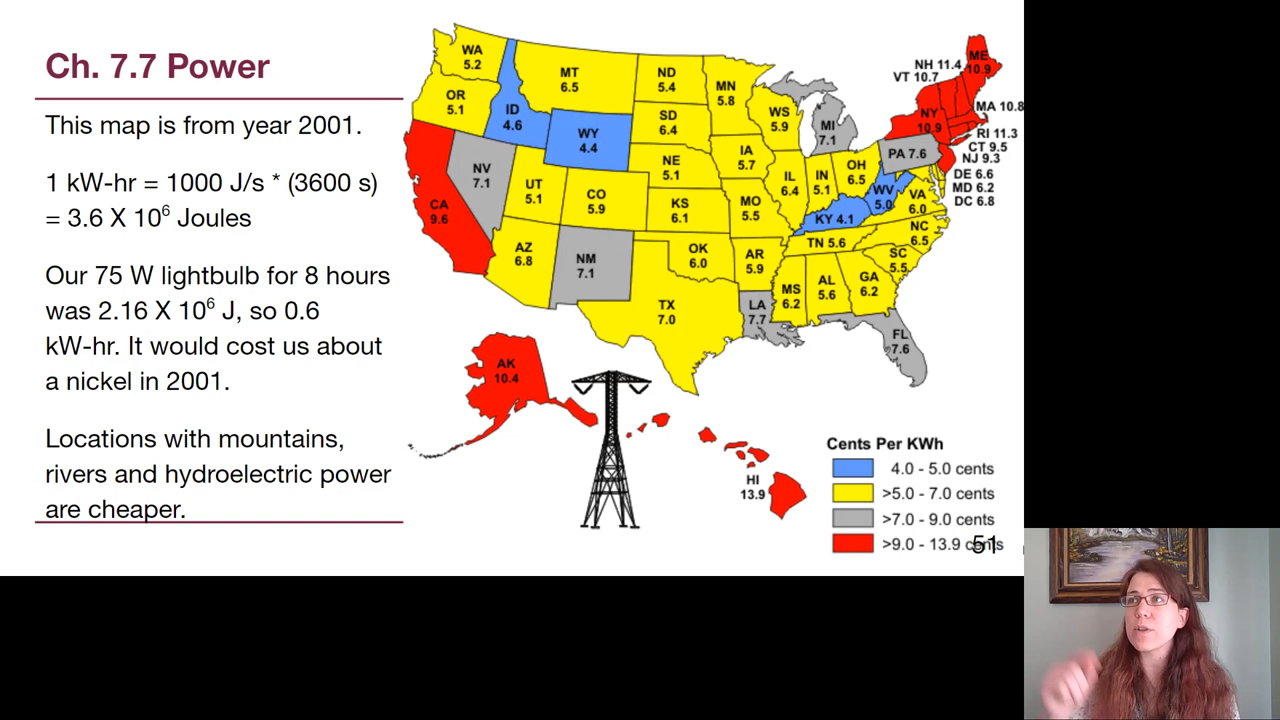 Ch. 7.7 Power
This map is from year 2001.
1 kW-hr = 1000 J/s * (3600 s)
= 3.6 X 10⁶ Joules
Our 75 W lightbulb for 8 hours
was 2.16 X 10⁶ J, so 0.6
kW-hr. It would cost us about
a nickel in 2001.
Locations with mountains,
rivers and hydroelectric power
are cheaper.
WA
5.2
OR
5.1
CA
9.6
ID
4.6
NV
7.1
MT
6.5
WY
4.4
UT
5.1
AZ
6.8
CO
5.9
NM
7.1
ND
5.4
SD
6.4
NE
5.1
KS
6.1
OK
6.0
TX
7.0
MN
5.8
IA
5.7
MO
5.5
AR
5.9
LA
7.7
WS
5.9
IL
6.4
MI
7.1
IN
5.1
OH
6.5
KY 4.1
TN 5.6
MS
6.2
AL
5.6
GA
6.2
FL
7.6
SC
5.5
NC
6.5
VA
6.0
WV
5.0
PA 7.6
NY
10.9
VT 10.7
NH 11.4
ME
10.9
MA 10.8
RI 11.3
CT 9.5
NJ 9.3
DE 6.6
MD 6.2
DC 6.8
AK
10.4
HI
13.9
Cents Per KWh
4.0 - 5.0 cents
>5.0 - 7.0 cents
>7.0 - 9.0 cents
>9.0 - 13.9 cents
51